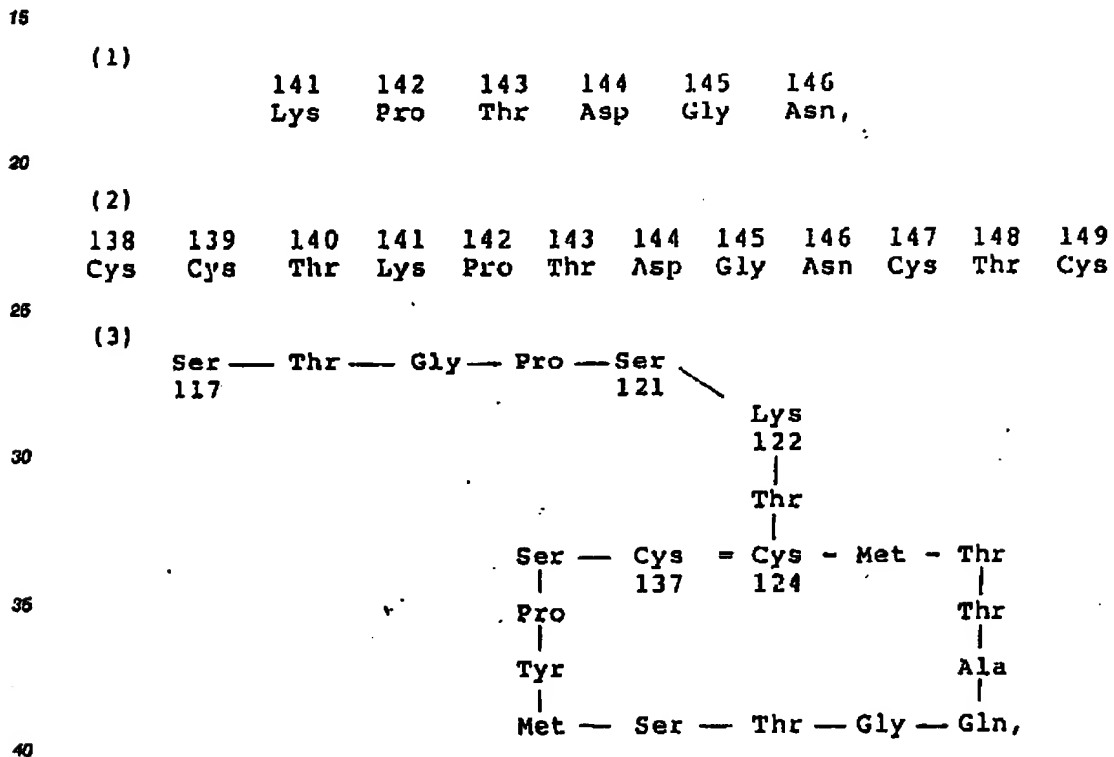 15
(1)
141 142 143 144 145 146
Lys Pro Thr Asp Gly Asn,
20
(2)
138 139 140 141 142 143 144 145 146 147 148 149
Cys Cys Thr Lys Pro Thr Asp Gly Asn Cys Thr Cys
25
(3)
Ser — Thr — Gly — Pro — Ser
117 121
Lys
122
30
Thr
Ser — Cys = Cys - Met - Thr
137 124
35
Pro Thr
Tyr Ala
Met — Ser — Thr — Gly — Gln,
40